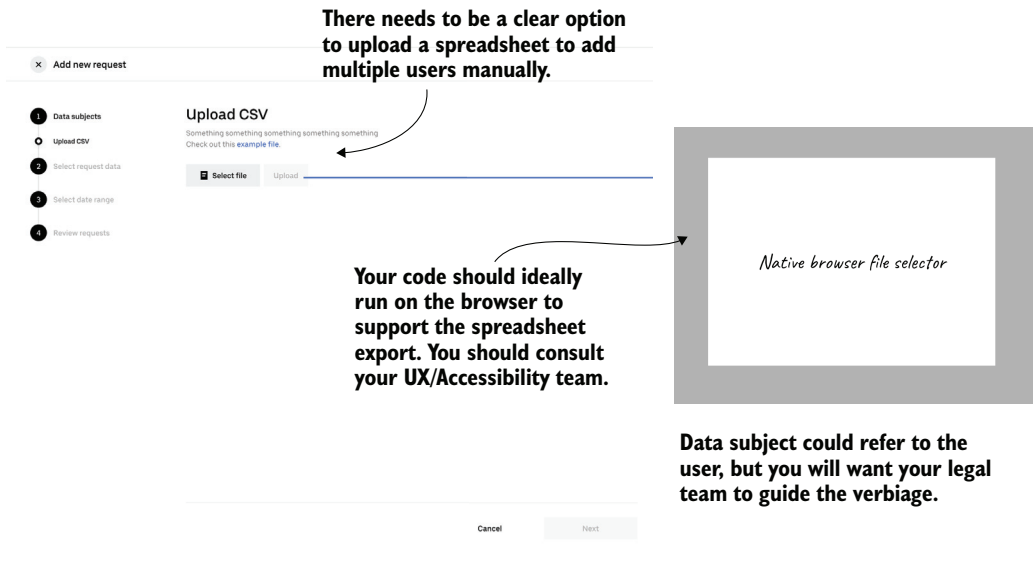 There needs to be a clear option
to upload a spreadsheet to add
multiple users manually.
× Add new request
1 Data subjects
Upload CSV
2 Select request data
3 Select date range
4 Review requests
Upload CSV
Something something something something something
Check out this example file.
Select file Upload
Native browser file selector
Your code should ideally
run on the browser to
support the spreadsheet
export. You should consult
your UX/Accessibility team.
Data subject could refer to the
user, but you will want your legal
team to guide the verbiage.
Cancel Next